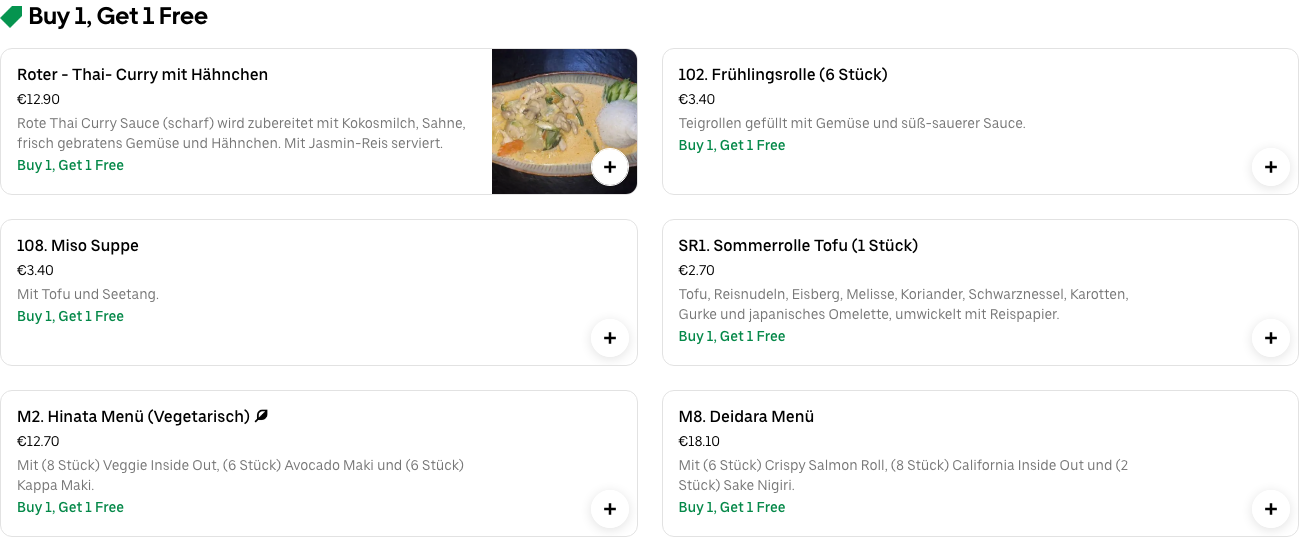 Buy 1, Get 1 Free
Roter - Thai- Curry mit Hähnchen
€12.90
Rote Thai Curry Sauce (scharf) wird zubereitet mit Kokosmilch, Sahne,
frisch gebratens Gemüse und Hähnchen. Mit Jasmin-Reis serviert.
Buy 1, Get 1 Free
102. Frühlingsrolle (6 Stück)
€3.40
Teigrollen gefüllt mit Gemüse und süß-sauerer Sauce.
Buy 1, Get 1 Free
108. Miso Suppe
€3.40
Mit Tofu und Seetang.
Buy 1, Get 1 Free
SR1. Sommerrolle Tofu (1 Stück)
€2.70
Tofu, Reisnudeln, Eisberg, Melisse, Koriander, Schwarznessel, Karotten,
Gurke und japanisches Omelette, umwickelt mit Reispapier.
Buy 1, Get 1 Free
M2. Hinata Menü (Vegetarisch)
€12.70
Mit (8 Stück) Veggie Inside Out, (6 Stück) Avocado Maki und (6 Stück)
Kappa Maki.
Buy 1, Get 1 Free
M8. Deidara Menü
€18.10
Mit (6 Stück) Crispy Salmon Roll, (8 Stück) California Inside Out und (2
Stück) Sake Nigiri.
Buy 1, Get 1 Free